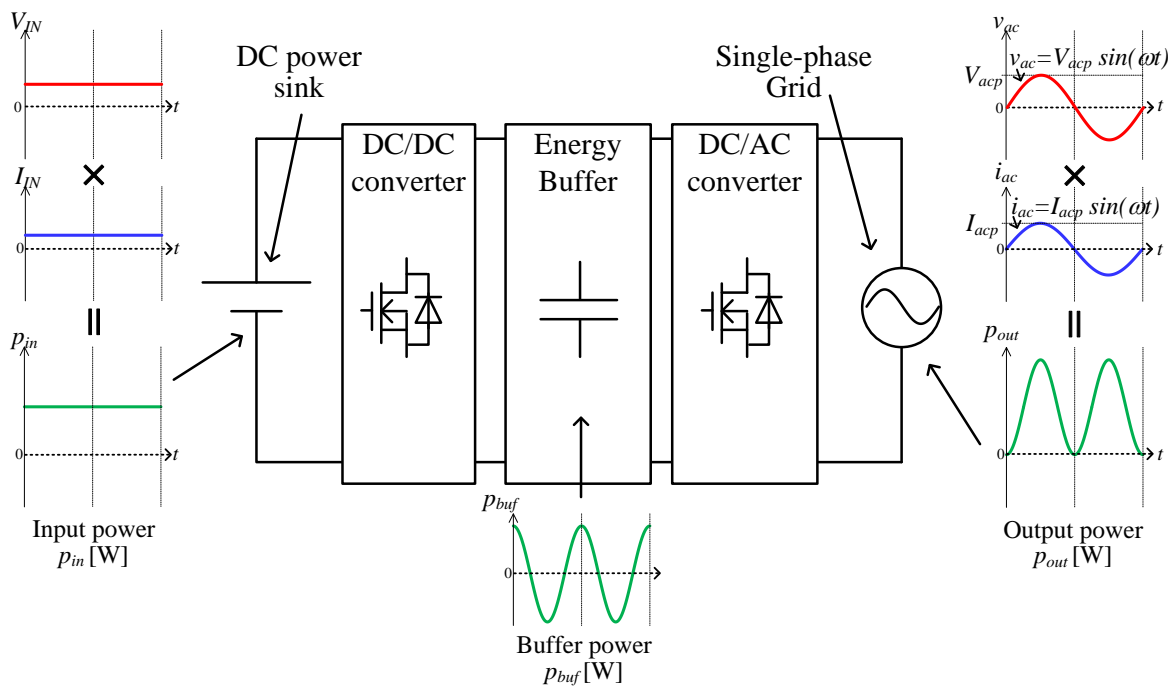 V_IN
0
t
I_IN
0
t
p_in
0
t
Input power
p_in [W]
DC power
sink
DC/DC
converter
Energy
Buffer
DC/AC
converter
Single-phase
Grid
p_buf
0
Buffer power
p_buf [W]
v_ac
v_ac=V_acp sin(ωt)
V_acp
0
t
i_ac
i_ac=I_acp sin(ωt)
I_acp
0
t
p_out
0
t
Output power
p_out [W]